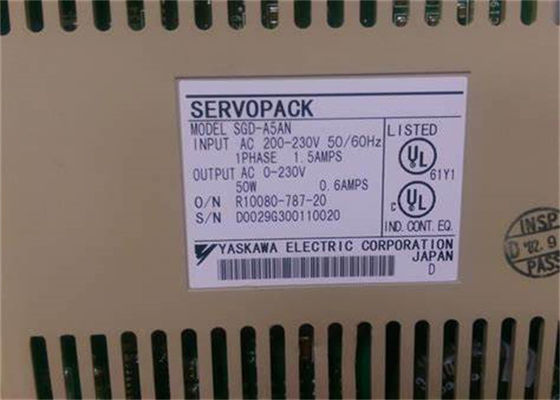 SERVOPACK
MODEL SGD-A5AN
INPUT AC 200-230V 50/60Hz
1PHASE 1.5AMPS
OUTPUT AC 0-230V
50W 0.6AMPS
O/N R10080-787-20
S/N D0029G300110020
LISTED
UL
61Y1
C UL
IND. CONT. EQ.
YASKAWA ELECTRIC CORPORATION
JAPAN
D
INSP
D '02. 9
PASS